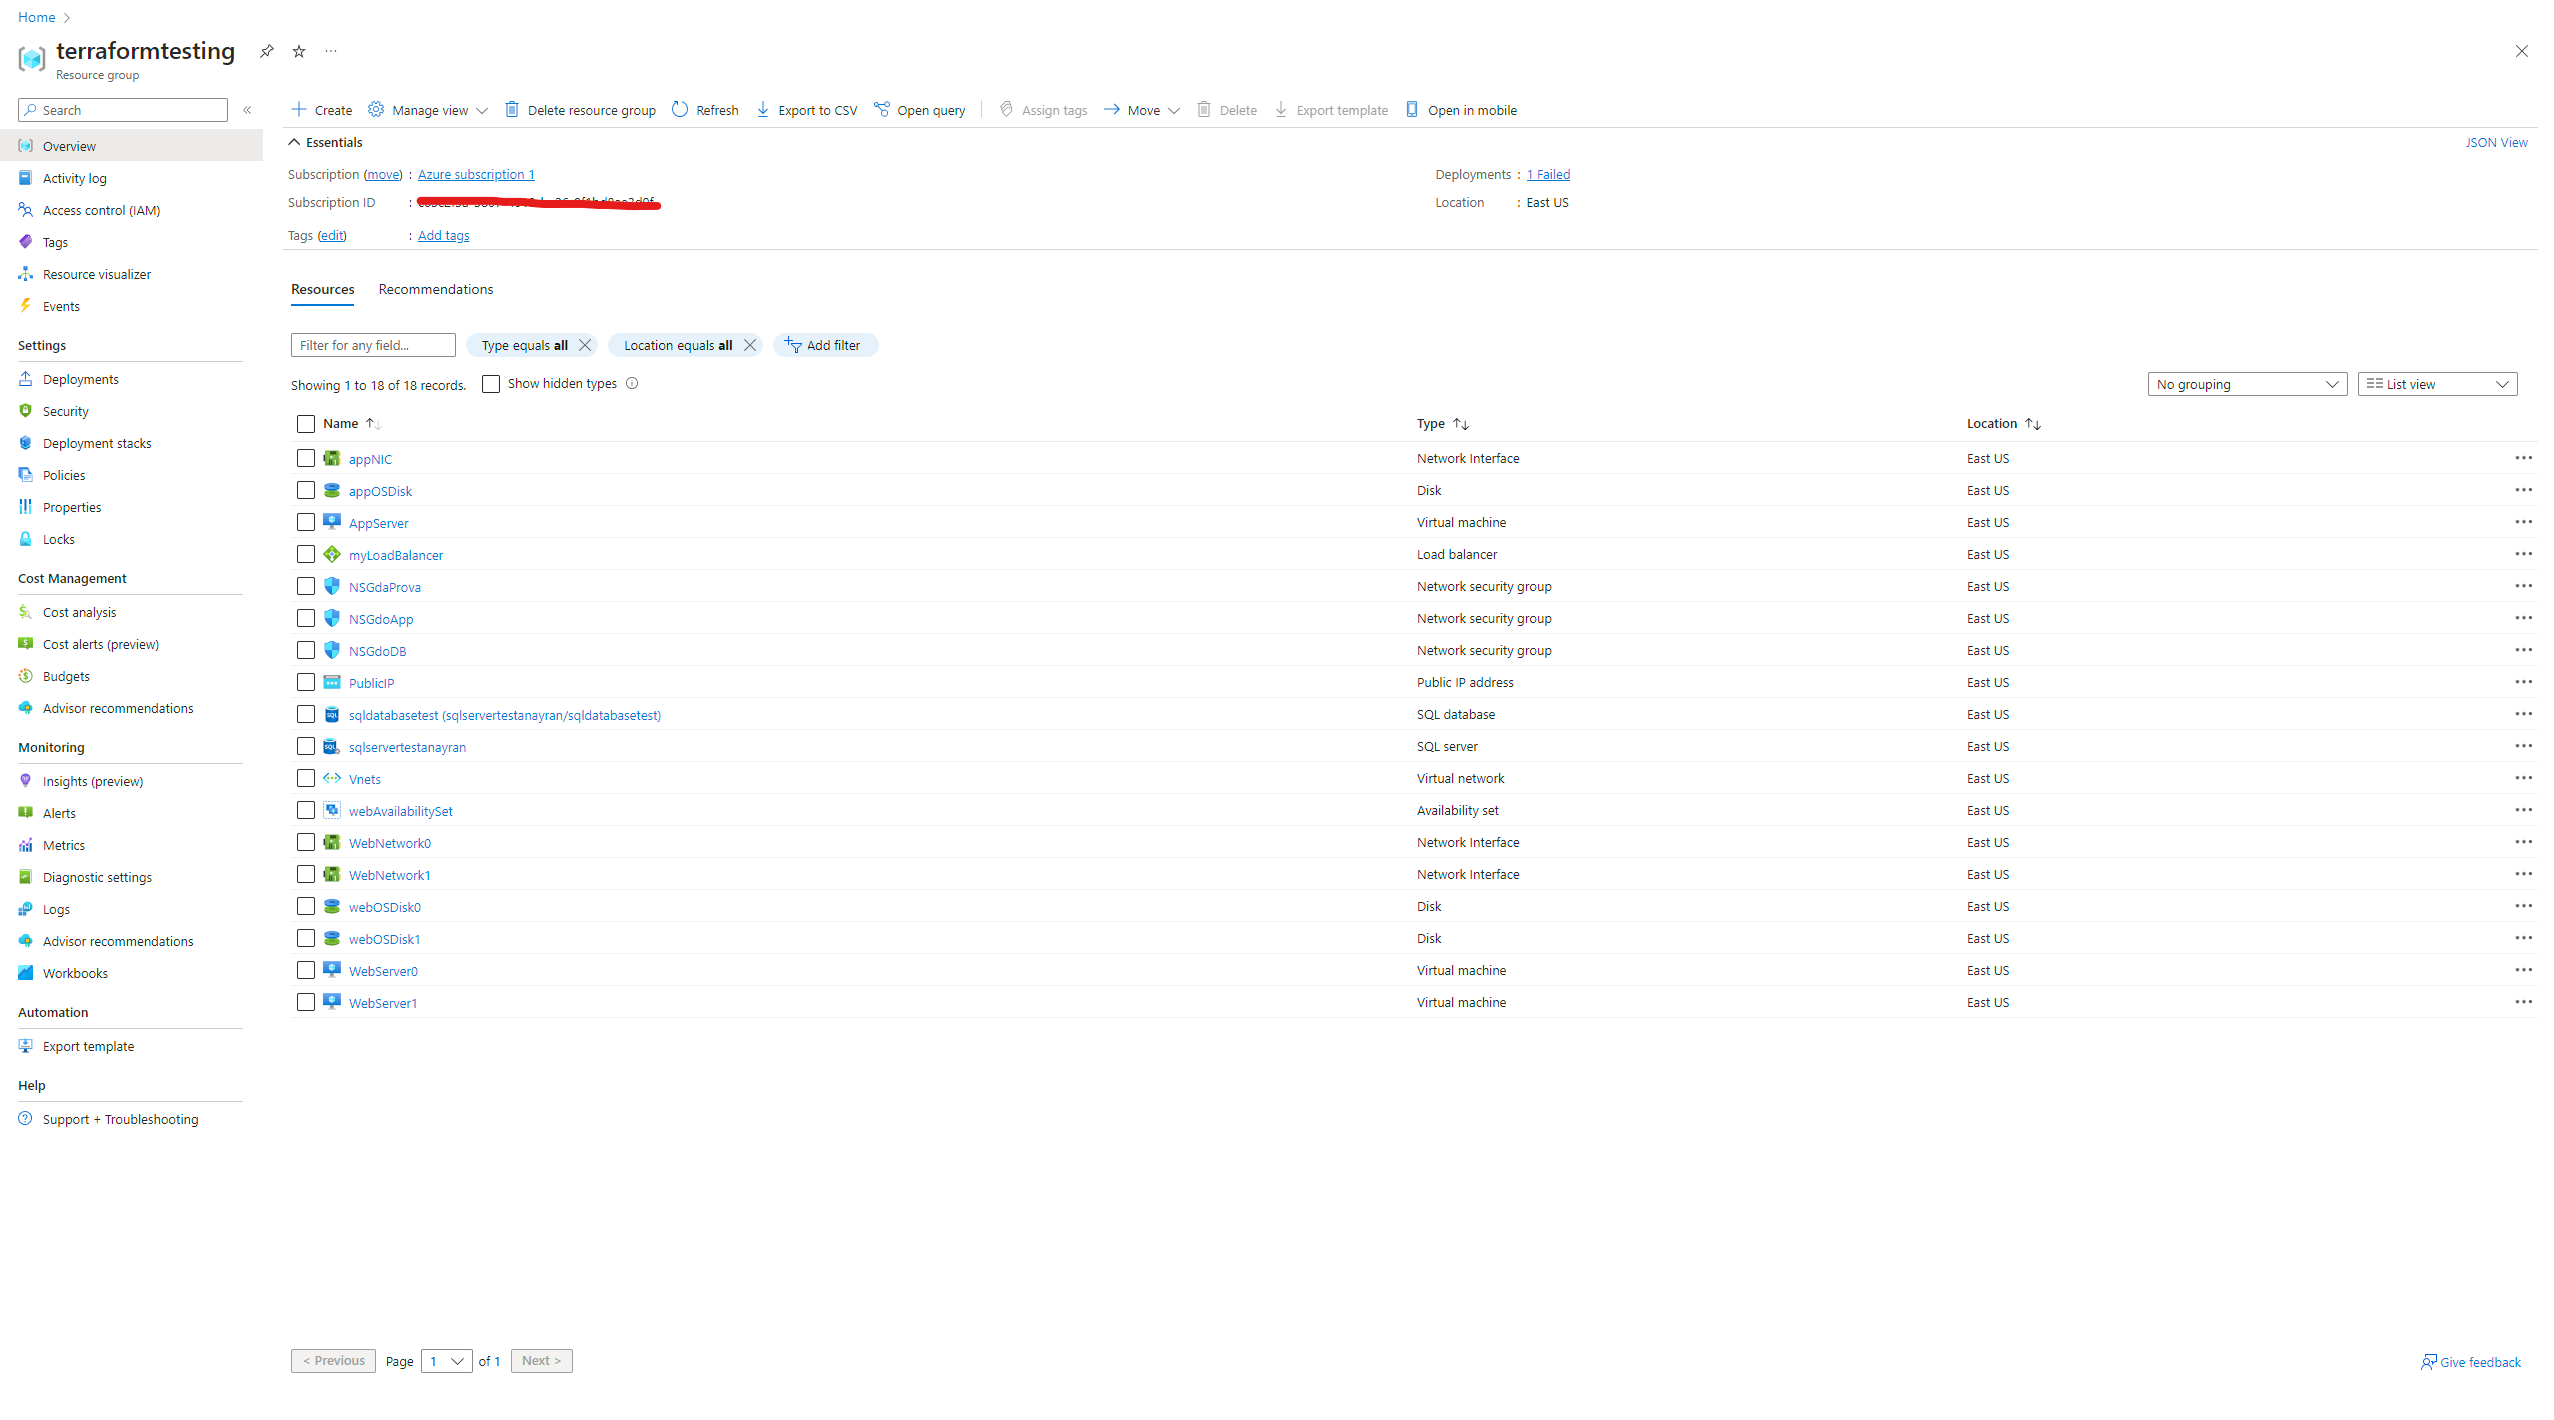 Home
terraformtesting
Resource group
Search
Create Manage view Delete resource group Refresh Export to CSV Open query Assign tags Move Delete Export template Open in mobile
Overview
Activity log
Access control (IAM)
Tags
Resource visualizer
Events
Settings
Deployments
Security
Deployment stacks
Policies
Properties
Locks
Cost Management
Cost analysis
Cost alerts (preview)
Budgets
Advisor recommendations
Monitoring
Insights (preview)
Alerts
Metrics
Diagnostic settings
Logs
Advisor recommendations
Workbooks
Automation
Export template
Help
Support + Troubleshooting
Essentials
JSON View
Subscription (move) : Azure subscription 1
Subscription ID :
Tags (edit) : Add tags
Deployments : 1 Failed
Location : East US
Resources Recommendations
Filter for any field... Type equals all Location equals all Add filter
Showing 1 to 18 of 18 records. Show hidden types
No grouping List view
Name Type Location
appNIC Network Interface East US
appOSDisk Disk East US
AppServer Virtual machine East US
myLoadBalancer Load balancer East US
NSGdaProva Network security group East US
NSGdoApp Network security group East US
NSGdoDB Network security group East US
PublicIP Public IP address East US
sqldatabasetest (sqlservertestanayran/sqldatabasetest) SQL database East US
sqlservertestanayran SQL server East US
Vnets Virtual network East US
webAvailabilitySet Availability set East US
WebNetwork0 Network Interface East US
WebNetwork1 Network Interface East US
webOSDisk0 Disk East US
webOSDisk1 Disk East US
WebServer0 Virtual machine East US
WebServer1 Virtual machine East US
< Previous Page 1 of 1 Next >
Give feedback